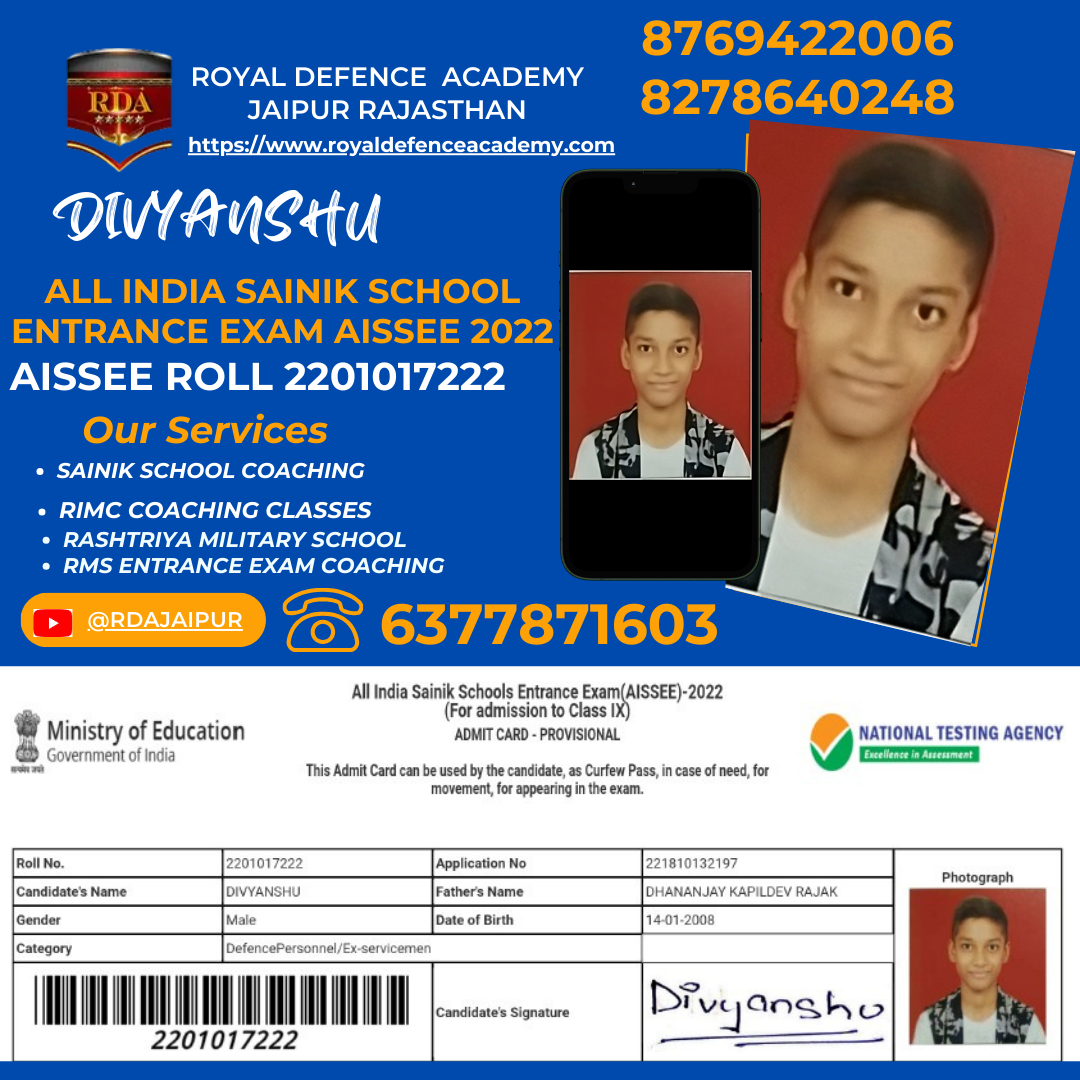 8769422006
8278640248
RDA
ROYAL DEFENCE ACADEMY
JAIPUR RAJASTHAN
https://www.royaldefenceacademy.com
DIVYANSHU
ALL INDIA SAINIK SCHOOL
ENTRANCE EXAM AISSEE 2022
AISSEE ROLL 2201017222
Our Services
• SAINIK SCHOOL COACHING
• RIMC COACHING CLASSES
• RASHTRIYA MILITARY SCHOOL
• RMS ENTRANCE EXAM COACHING
@RDAJAIPUR
6377871603
All India Sainik Schools Entrance Exam(AISSEE)-2022
(For admission to Class IX)
ADMIT CARD - PROVISIONAL
Ministry of Education
Government of India
सत्यमेव जयते
NATIONAL TESTING AGENCY
Excellence in Assessment
This Admit Card can be used by the candidate, as Curfew Pass, in case of need, for
movement, for appearing in the exam.
Roll No. 2201017222 Application No 221810132197
Candidate's Name DIVYANSHU Father's Name DHANANJAY KAPILDEV RAJAK
Gender Male Date of Birth 14-01-2008
Category DefencePersonnel/Ex-servicemen
Photograph
2201017222
Candidate's Signature
Divyanshu